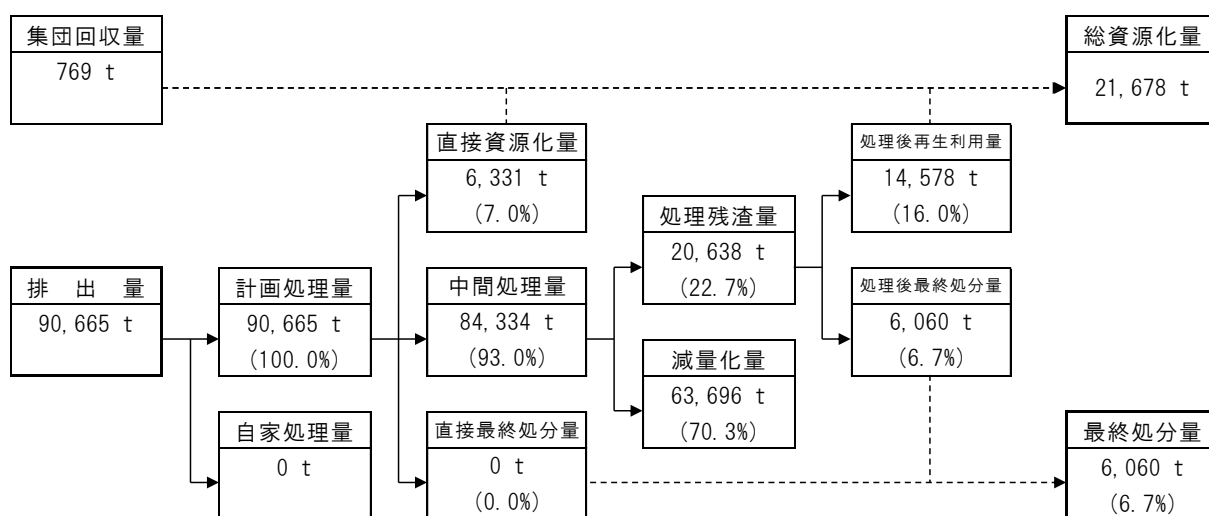 集団回収量
769 t
総資源化量
21,678 t
直接資源化量
6,331 t
(7.0%)
処理後再生利用量
14,578 t
(16.0%)
処理残渣量
20,638 t
(22.7%)
排 出 量
90,665 t
計画処理量
90,665 t
(100.0%)
中間処理量
84,334 t
(93.0%)
処理後最終処分量
6,060 t
(6.7%)
減量化量
63,696 t
(70.3%)
自家処理量
0 t
直接最終処分量
0 t
(0.0%)
最終処分量
6,060 t
(6.7%)